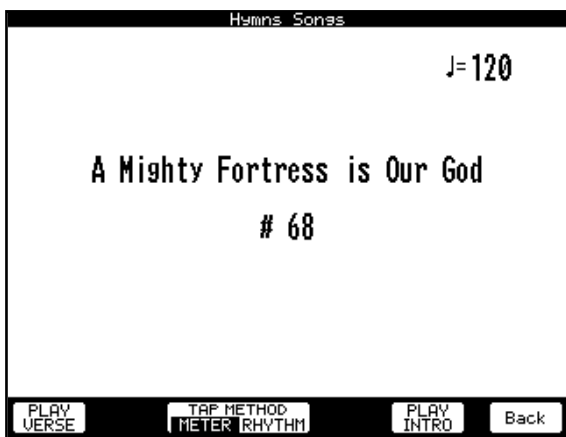 Hymns Songs
♩=120
A Mighty Fortress is Our God
# 68
PLAY VERSE
TAP METHOD
METER RHYTHM
PLAY INTRO
Back